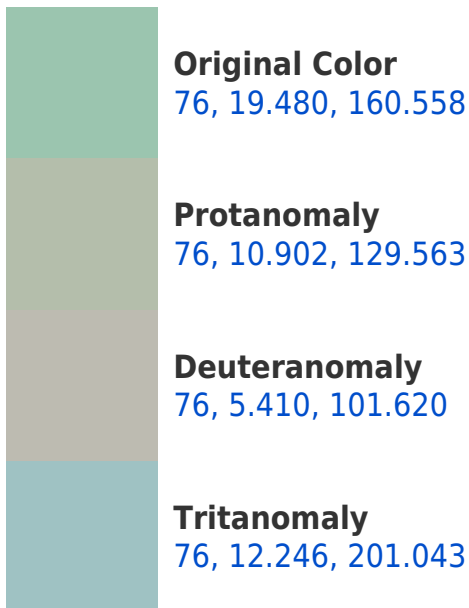 Original Color
76, 19.480, 160.558
Protanomaly
76, 10.902, 129.563
Deuteranomaly
76, 5.410, 101.620
Tritanomaly
76, 12.246, 201.043